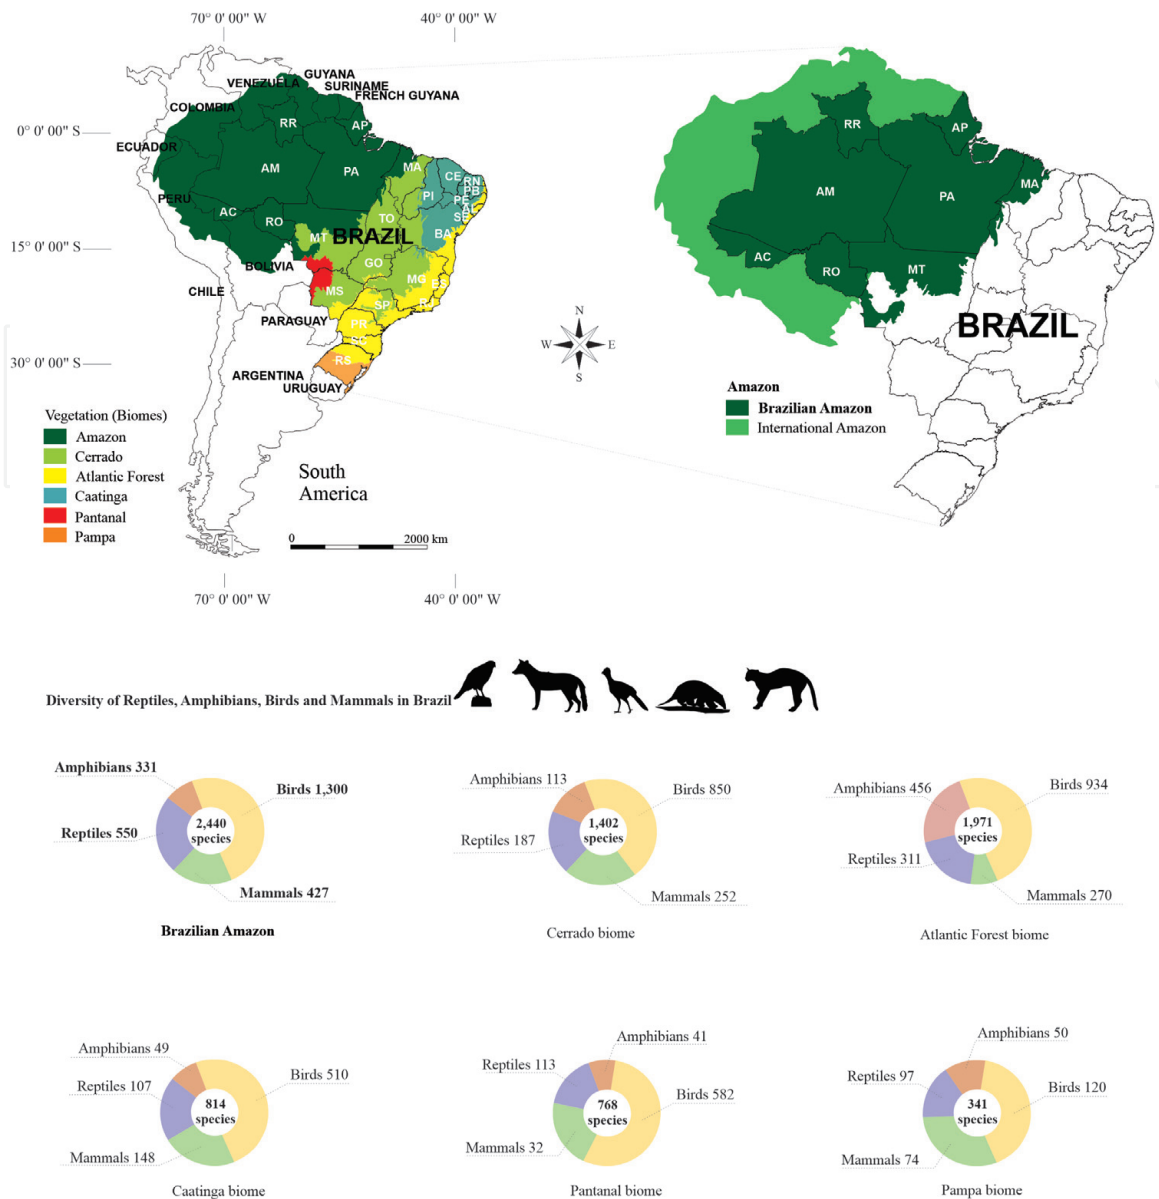 70° 0' 00" W
40° 0' 00" W
GUYANA
VENEZUELA
SURINAME
FRENCH GUYANA
COLOMBIA
RR
AP
0° 0' 00" S
ECUADOR
AM
PA
MA
CE
RN
PB
PI
PE
AL
SE
PERU
AC
RO
TO
BA
MT
BRAZIL
15° 0' 00" S
BOLIVIA
GO
MG
ES
CHILE
MS
SP
RJ
PARAGUAY
PR
SC
30° 0' 00" S
RS
ARGENTINA
URUGUAY
Vegetation (Biomes)
Amazon
Cerrado
Atlantic Forest
Caatinga
Pantanal
Pampa
South
America
0 2000 km
70° 0' 00" W
40° 0' 00" W
N
W E
S
RR
AP
AM
PA
MA
AC
RO
MT
BRAZIL
Amazon
Brazilian Amazon
International Amazon
Diversity of Reptiles, Amphibians, Birds and Mammals in Brazil
Amphibians 331
Birds 1,300
2,440
species
Reptiles 550
Mammals 427
Brazilian Amazon
Amphibians 113
Birds 850
1,402
species
Reptiles 187
Mammals 252
Cerrado biome
Amphibians 456
Birds 934
1,971
species
Reptiles 311
Mammals 270
Atlantic Forest biome
Amphibians 49
Birds 510
Reptiles 107
814
species
Mammals 148
Caatinga biome
Amphibians 41
Reptiles 113
Birds 582
768
species
Mammals 32
Pantanal biome
Amphibians 50
Reptiles 97
Birds 120
341
species
Mammals 74
Pampa biome